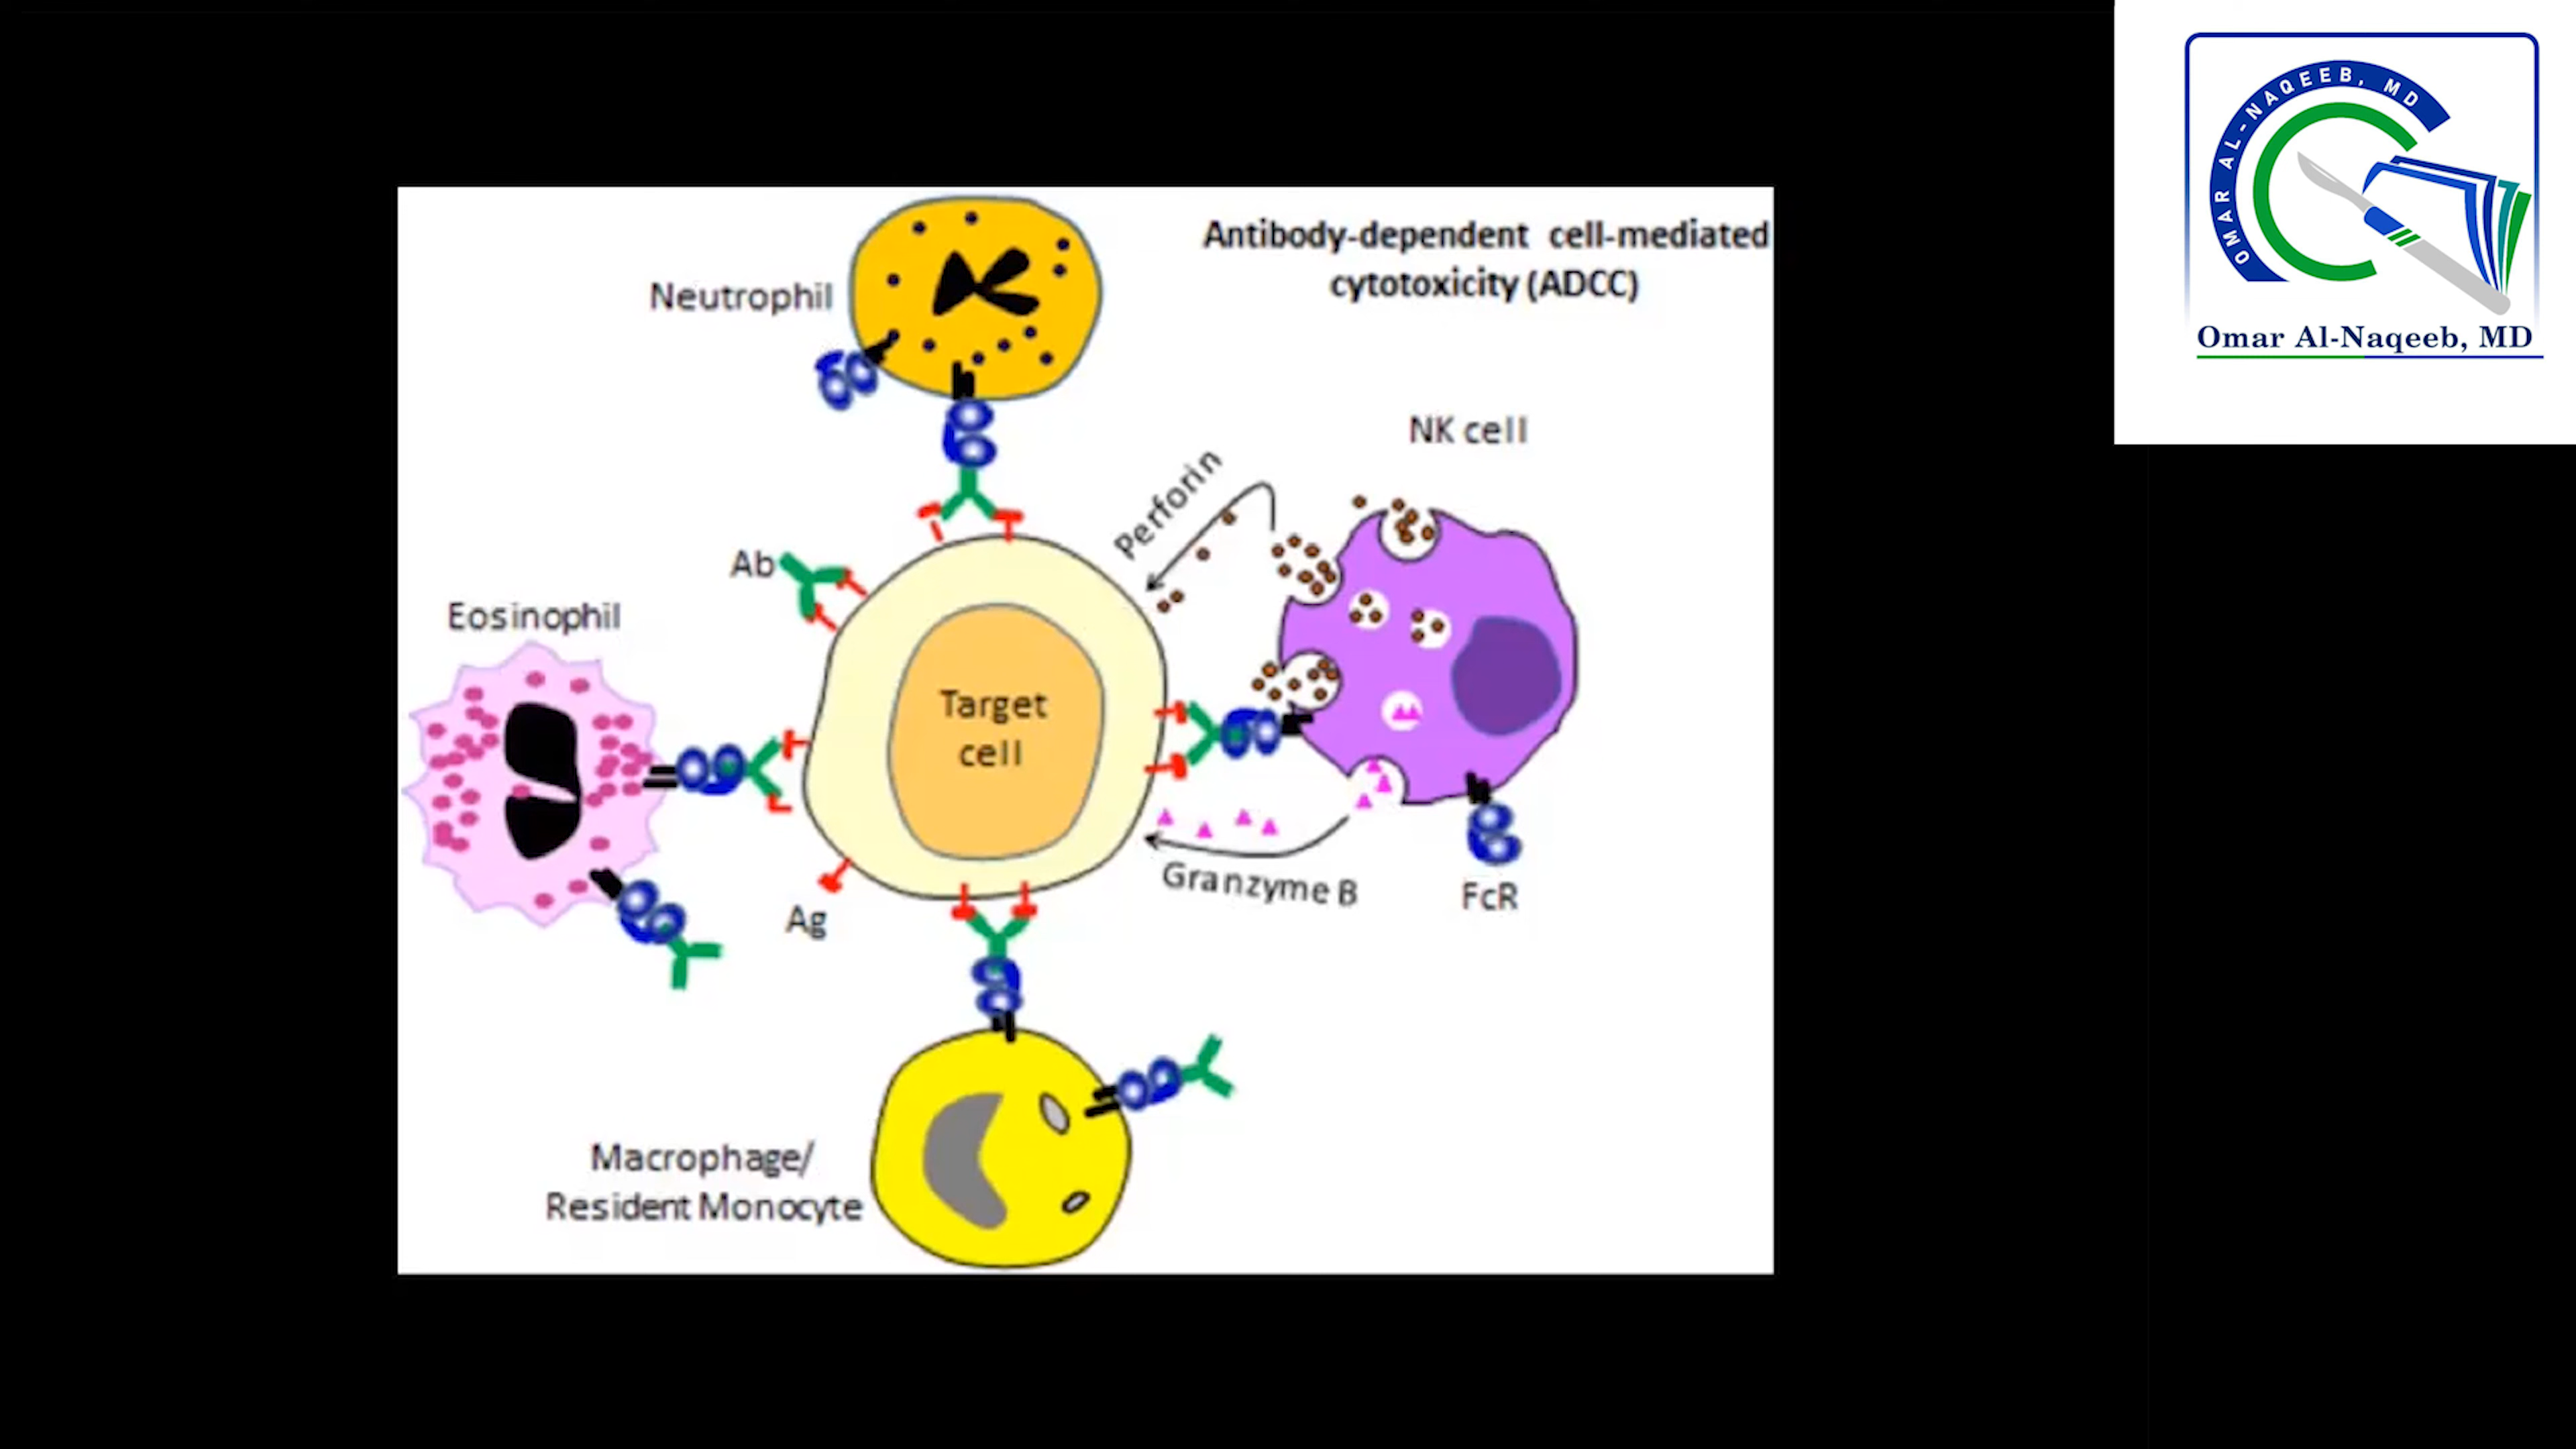 OMAR AL-NAQEEB, MD
Omar Al-Naqeeb, MD
Antibody-dependent cell-mediated
cytotoxicity (ADCC)
Neutrophil
NK cell
Perforin
Ab
Eosinophil
Target
cell
Granzyme B
FcR
Ag
Macrophage/
Resident Monocyte